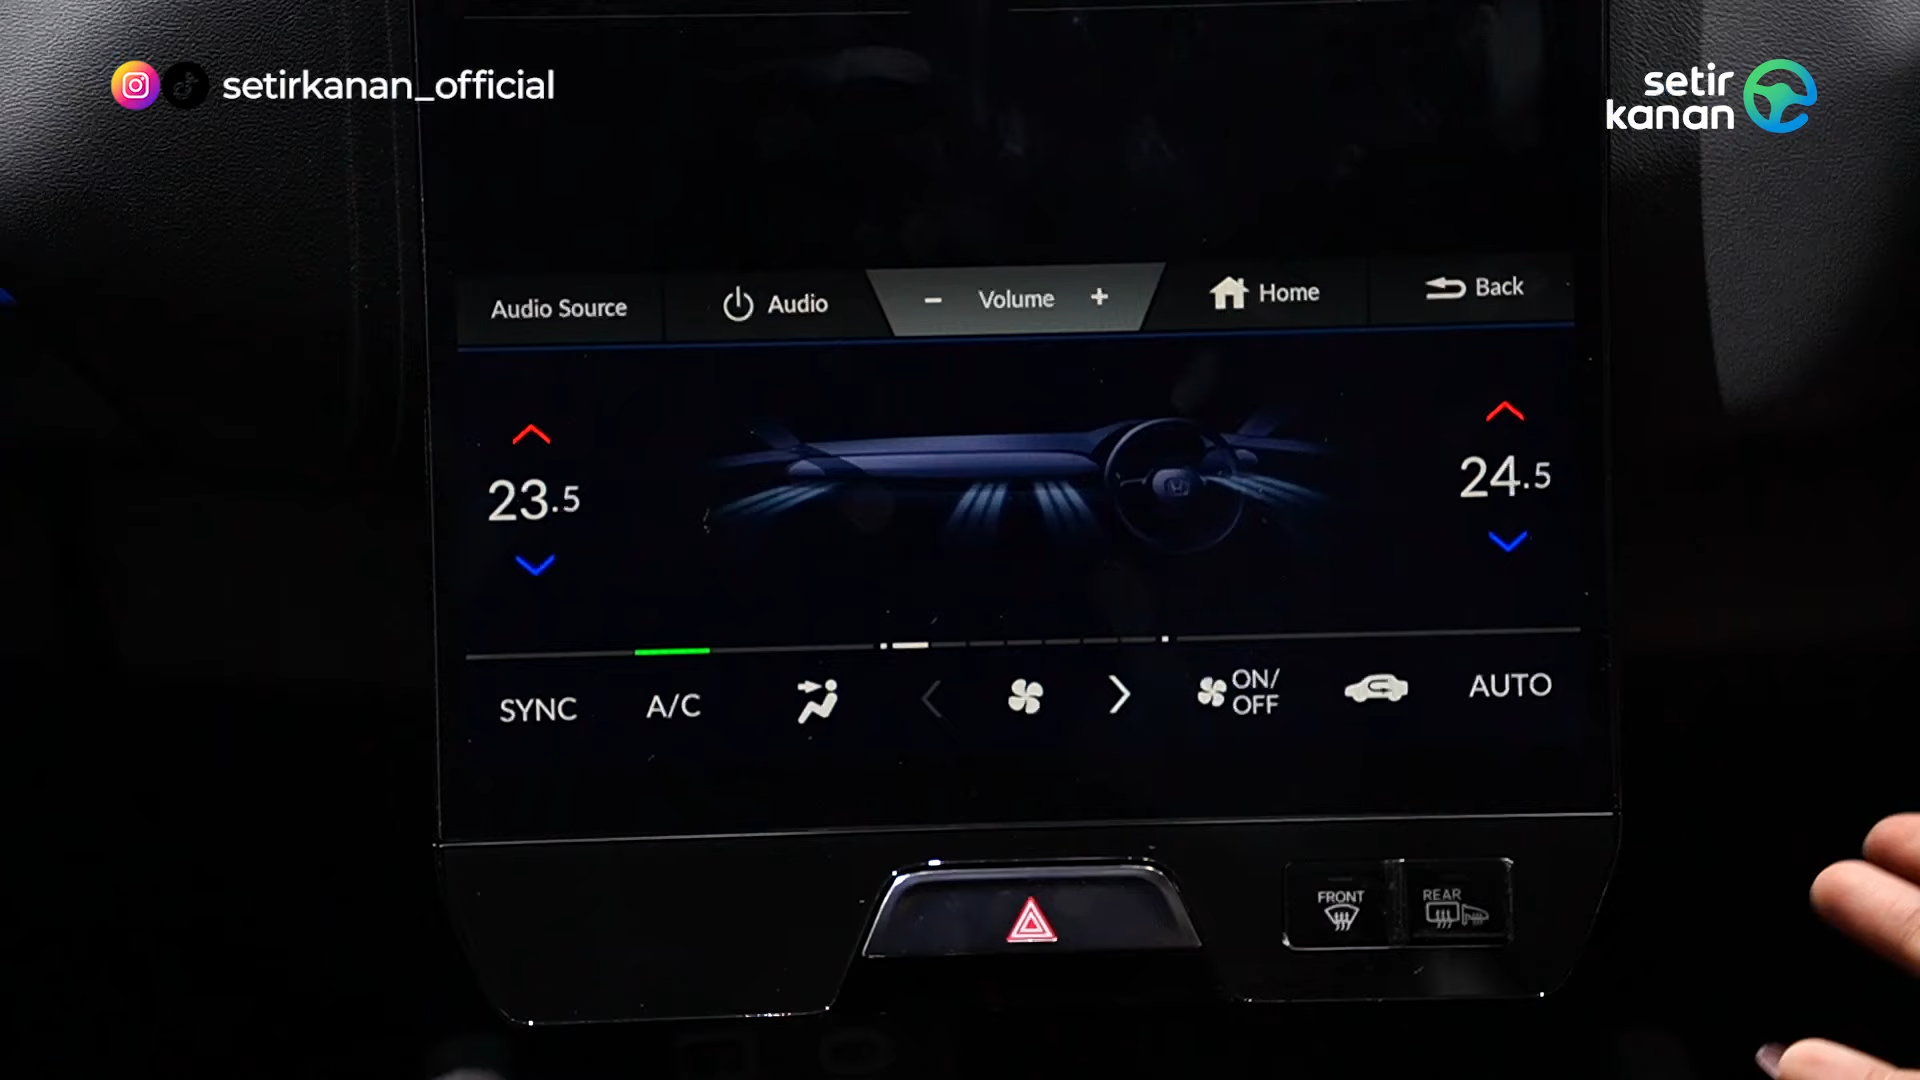 setirkanan_official
setir
kanan
Audio Source
Audio
- Volume +
Home
Back
23.5
24.5
SYNC
A/C
ON/
OFF
AUTO
FRONT
REAR